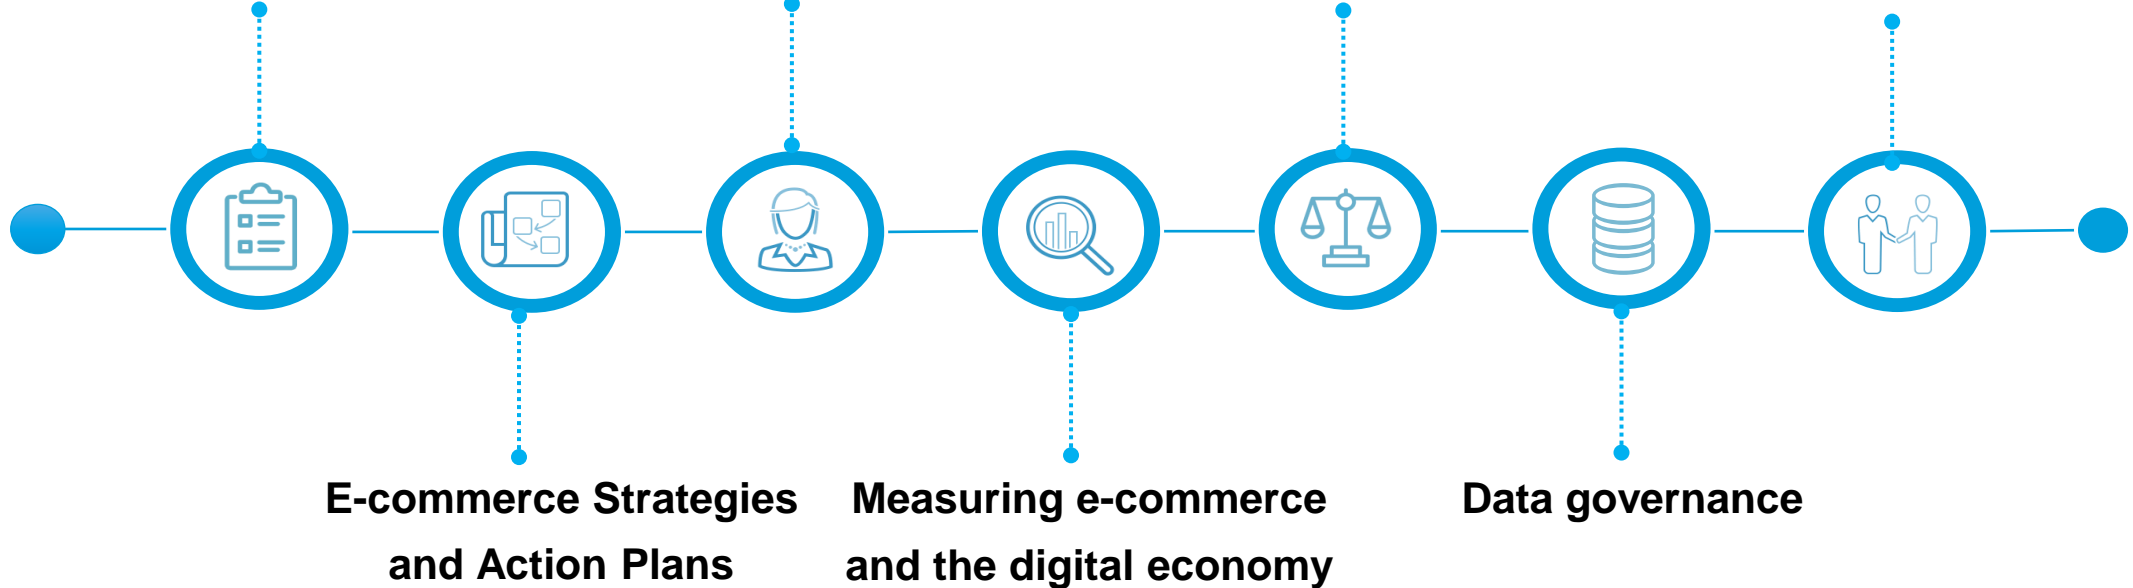 E-commerce Strategies
and Action Plans
Measuring e-commerce
and the digital economy
Data governance